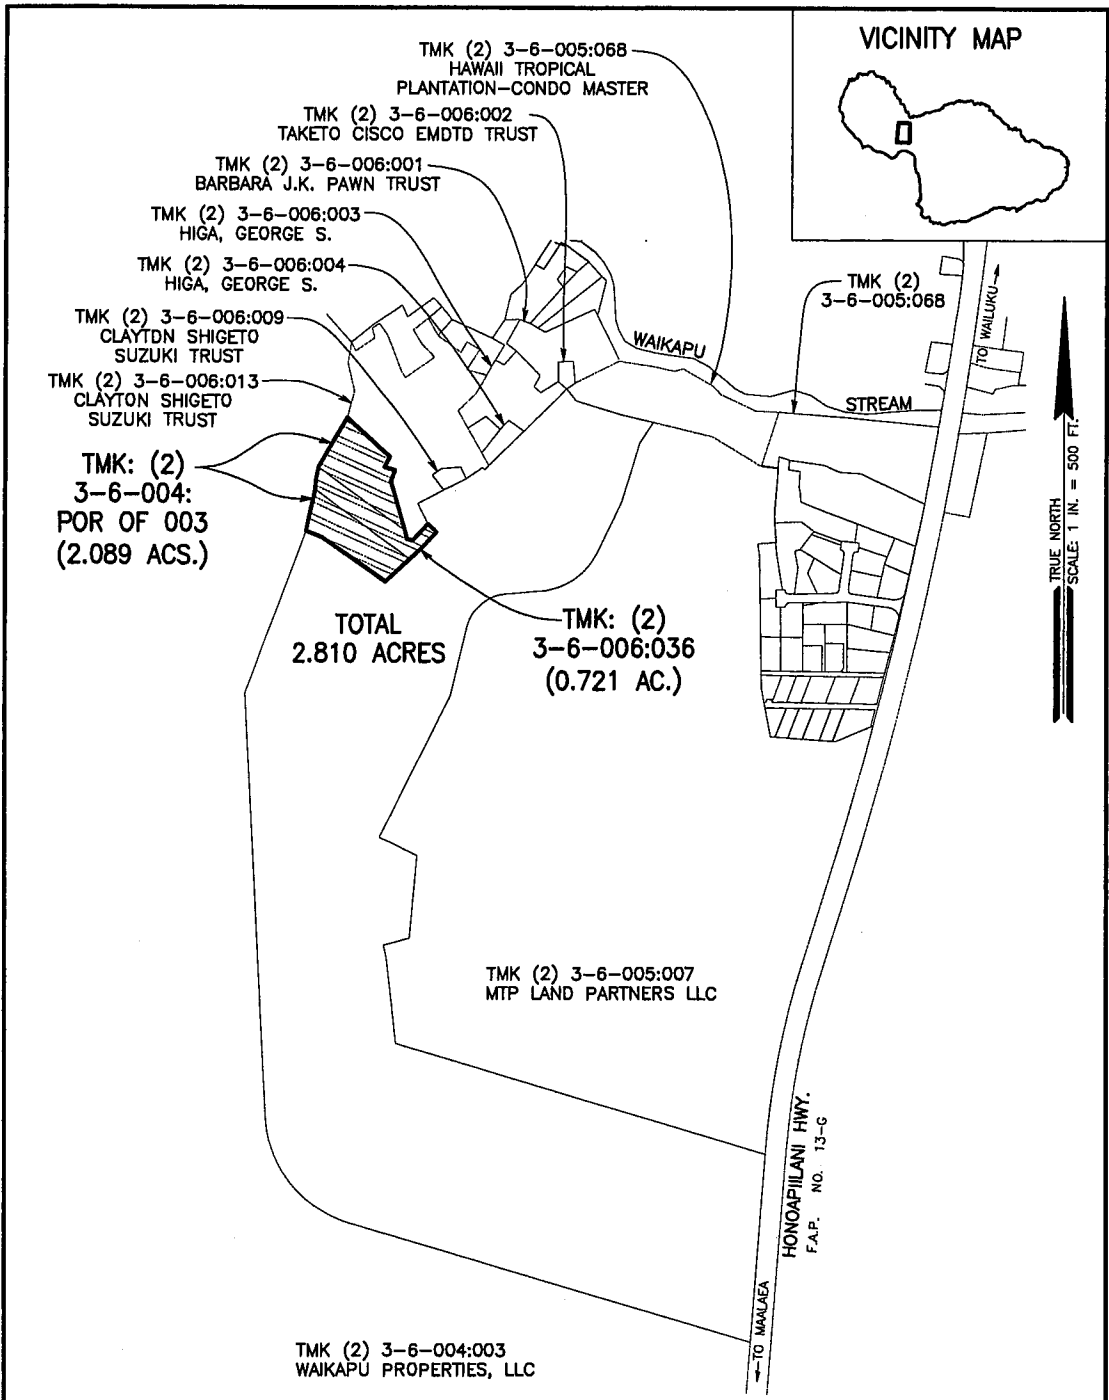 VICINITY MAP
TMK (2) 3-6-005:068
HAWAII TROPICAL
PLANTATION-CONDO MASTER
TMK (2) 3-6-006:002
TAKETO CISCO EMDTD TRUST
TMK (2) 3-6-006:001
BARBARA J.K. PAWN TRUST
TMK (2) 3-6-006:003
HIGA, GEORGE S.
TMK (2) 3-6-006:004
HIGA, GEORGE S.
TMK (2) 3-6-006:009
CLAYTDN SHIGETO
SUZUKI TRUST
TMK (2) 3-6-006:013
CLAYTON SHIGETO
SUZUKI TRUST
TMK: (2)
3-6-004:
POR OF 003
(2.089 ACS.)
TMK (2)
3-6-005:068
WAIKAPU
STREAM
TO WAILUKU
TRUE NORTH
SCALE: 1 IN. = 500 FT.
TOTAL
2.810 ACRES
TMK: (2)
3-6-006:036
(0.721 AC.)
TMK (2) 3-6-005:007
MTP LAND PARTNERS LLC
HONOAPIILANI HWY.
F.A.P. NO. 13-G
TO MAALAEA
TMK (2) 3-6-004:003
WAIKAPU PROPERTIES, LLC